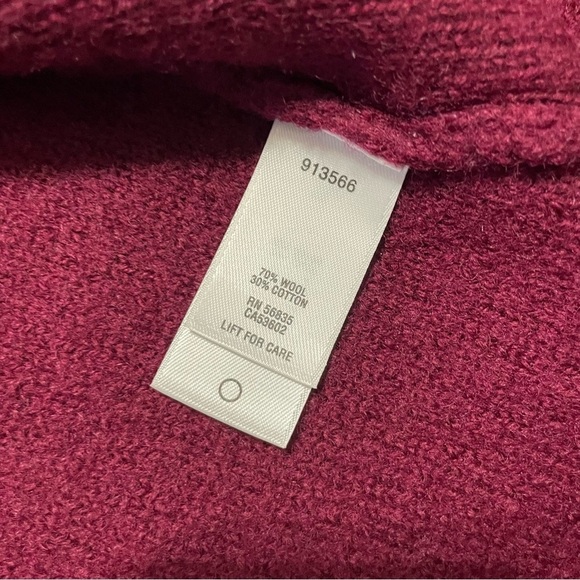 913566
70% WOOL
30% COTTON
RN 56835
CA53602
LIFT FOR CARE